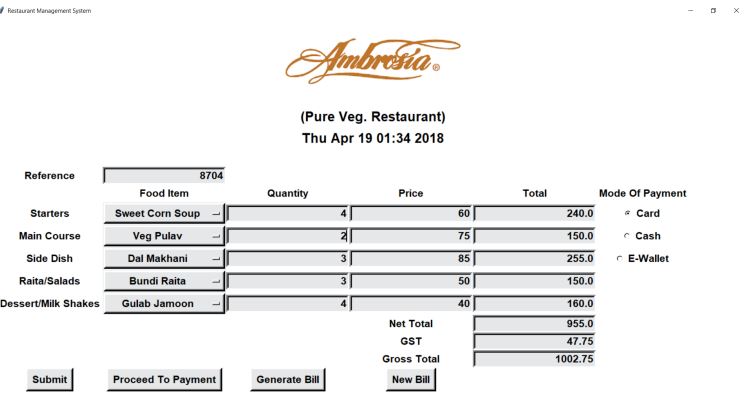 Restaurant Management System
Ambrosia ®
(Pure Veg. Restaurant)
Thu Apr 19 01:34 2018
Reference 8704
Food Item Quantity Price Total Mode Of Payment
Starters Sweet Corn Soup 4 60 240.0 Card
Main Course Veg Pulav 2 75 150.0 Cash
Side Dish Dal Makhani 3 85 255.0 E-Wallet
Raita/Salads Bundi Raita 3 50 150.0
Dessert/Milk Shakes Gulab Jamoon 4 40 160.0
Net Total 955.0
GST 47.75
Gross Total 1002.75
Submit Proceed To Payment Generate Bill New Bill